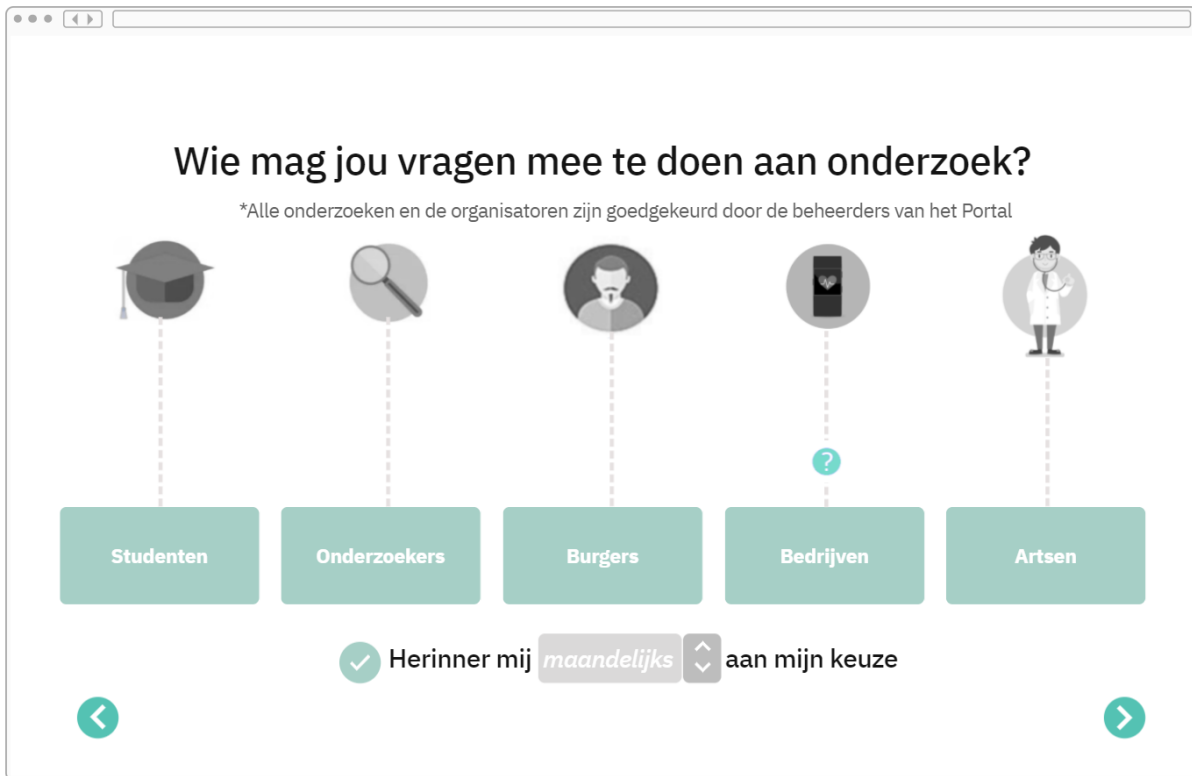 Wie mag jou vragen mee te doen aan onderzoek?
*Alle onderzoeken en de organisatoren zijn goedgekeurd door de beheerders van het Portal
?
Studenten
Onderzoekers
Burgers
Bedrijven
Artsen
Herinner mij maandelijks aan mijn keuze